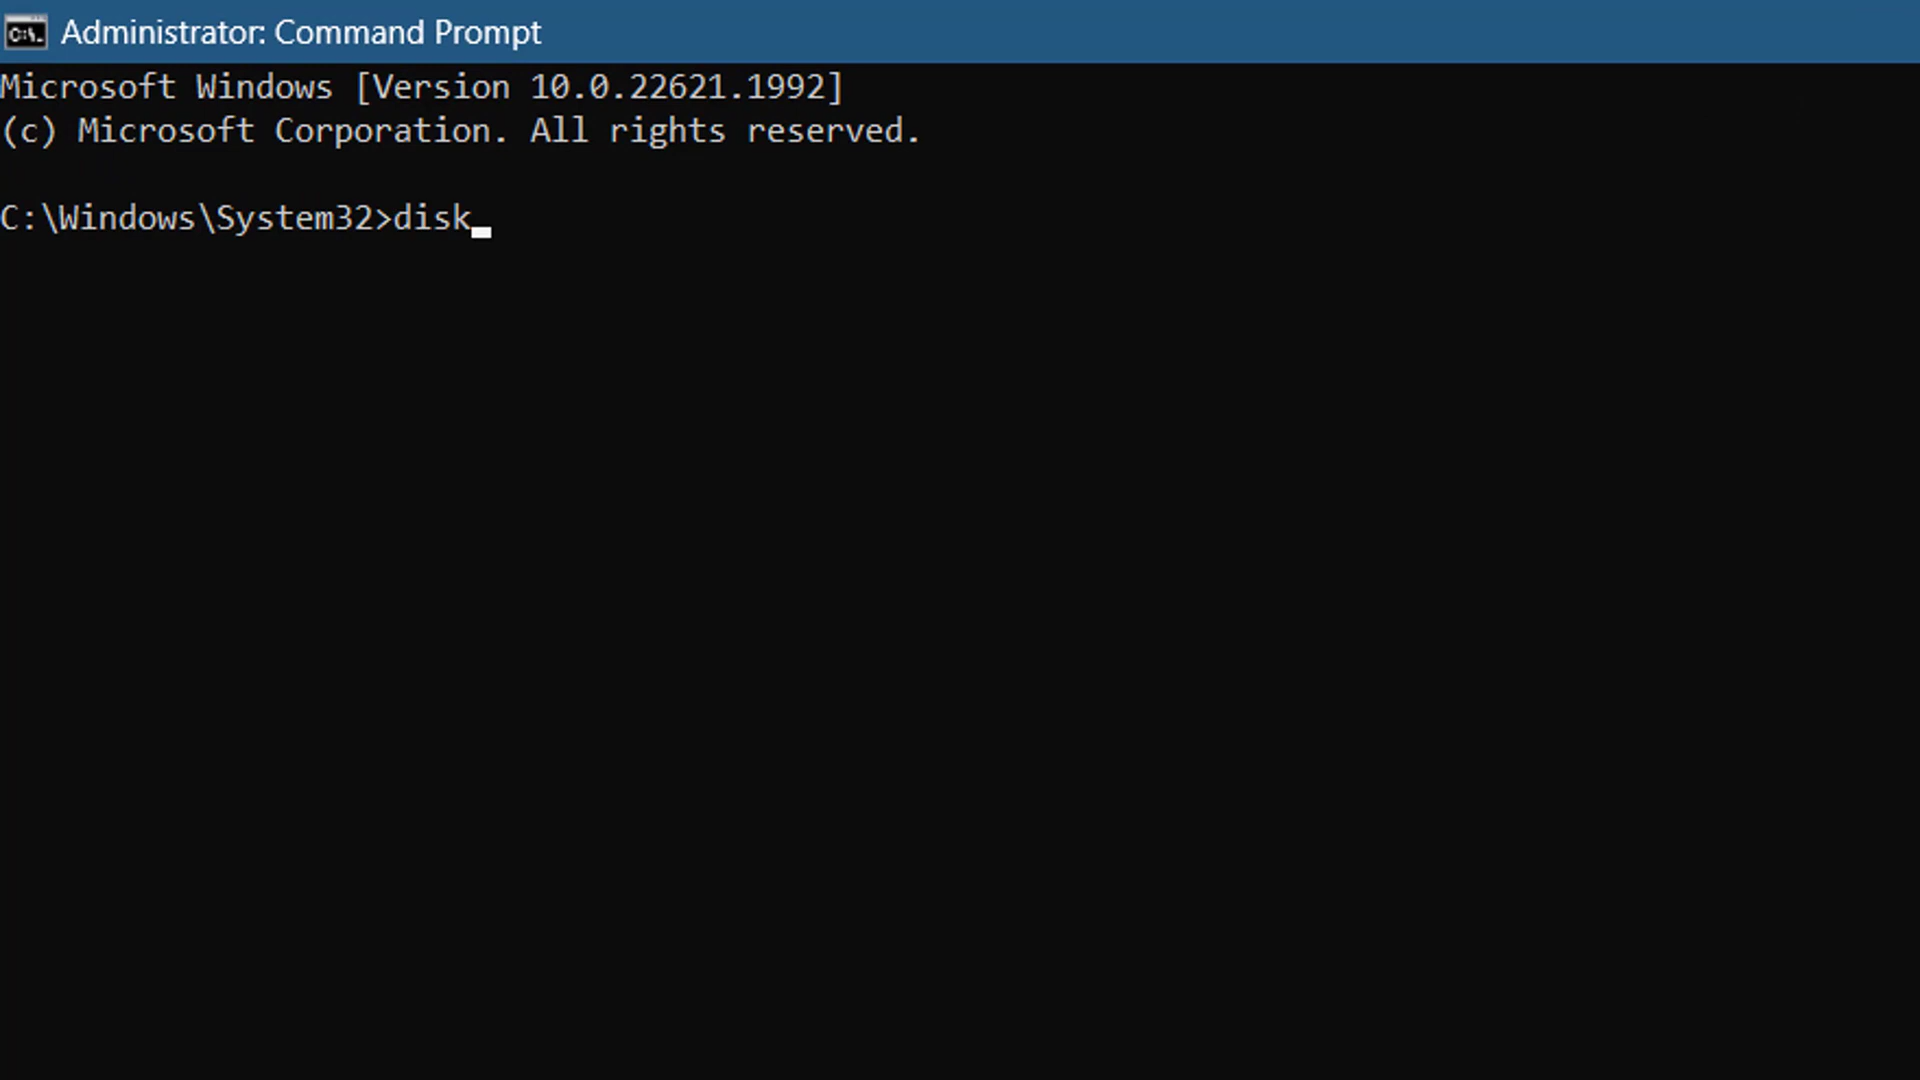 C:\.
Administrator: Command Prompt
Microsoft Windows [Version 10.0.22621.1992]
(c) Microsoft Corporation. All rights reserved.
C:\Windows\System32>disk